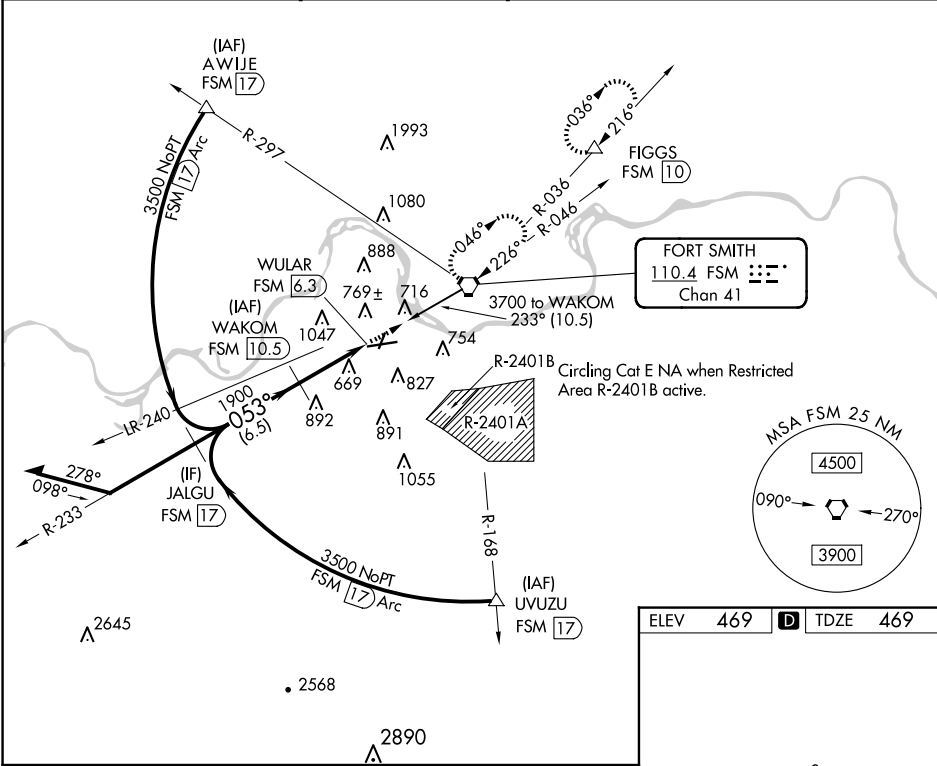 (IAF)
AWIJE
FSM 17
R-297
3500 NoPT
FSM 17 Arc
1993
1080
888
769±
716
1047
754
669
827
892
891
1055
036°
216°
FIGGS
FSM 10
R-036
R-046
046°
226°
FORT SMITH
110.4 FSM
Chan 41
WULAR
FSM 6.3
(IAF)
WAKOM
FSM 10.5
3700 to WAKOM
233° (10.5)
R-2401B
Circling Cat E NA when Restricted
Area R-2401B active.
R-2401A
LR-240
1900
053°
(6.5)
278°
098°
R-233
(IF)
JALGU
FSM 17
R-168
3500 NoPT
FSM 17 Arc
(IAF)
UVUZU
FSM 17
MSA FSM 25 NM
4500
090°
270°
3900
2645
2568
2890
ELEV 469 D TDZE 469